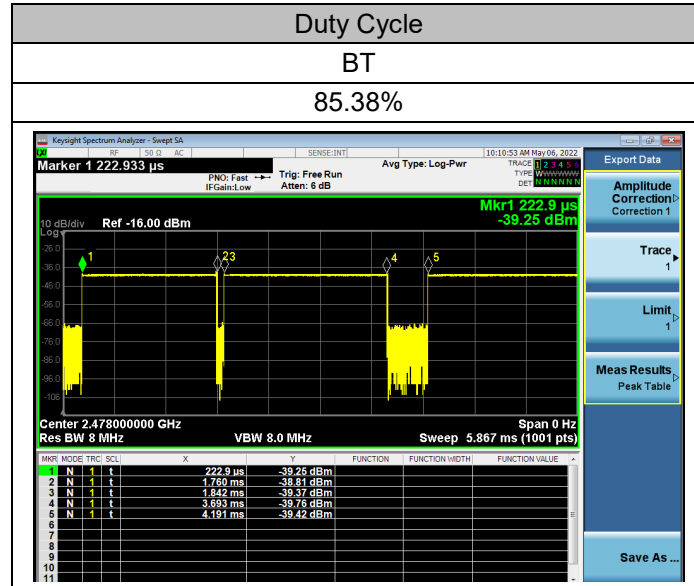 Duty Cycle
BT
85.38%
Keysight Spectrum Analyzer - Swept SA
RF 50 Ω AC SENSE:INT 10:10:53 AM May 06, 2022
Marker 1 222.933 µs Avg Type: Log-Pwr TRACE 1 2 3 4 5 6
PNO: Fast Trig: Free Run TYPE
IFGain:Low Atten: 6 dB DET N N N N N N
Mkr1 222.9 µs
-39.25 dBm
10 dB/div Ref -16.00 dBm
Log
-26.0
-36.0
-46.0
-56.0
-66.0
-76.0
-86.0
-96.0
-106
1 2 3 4 5
Center 2.478000000 GHz Span 0 Hz
Res BW 8 MHz VBW 8.0 MHz Sweep 5.867 ms (1001 pts)
MKR MODE TRC SCL X Y FUNCTION FUNCTION WIDTH FUNCTION VALUE
1 N 1 t 222.9 µs -39.25 dBm
2 N 1 t 1.760 ms -38.81 dBm
3 N 1 t 1.842 ms -39.37 dBm
4 N 1 t 3.693 ms -39.76 dBm
5 N 1 t 4.191 ms -39.42 dBm
6
7
8
9
10
11
Export Data
Amplitude
Correction
Correction 1
Trace
1
Limit
1
Meas Results
Peak Table
Save As ...